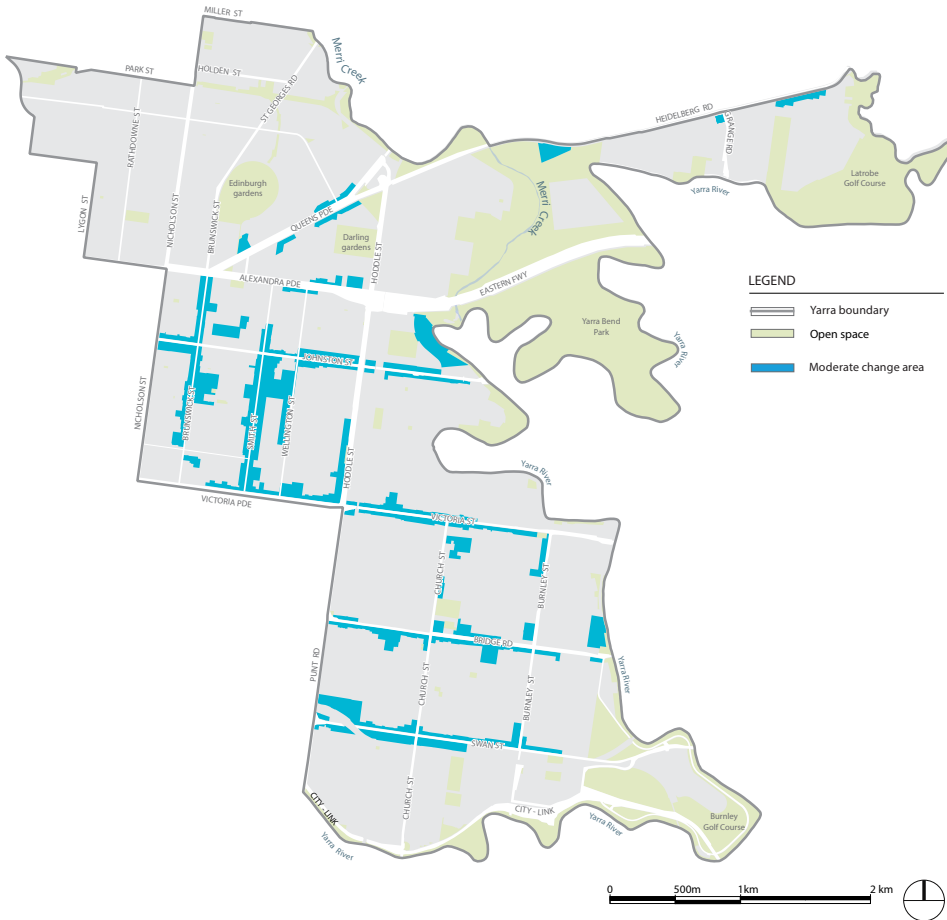 MILLER ST
Merri Creek
PARK ST
HOLDEN ST
ST GEORGES RD
RATHDOWNE ST
HEIDELBERG RD
GRANGE RD
Latrobe
Golf Course
Yarra River
Edinburgh
gardens
LYGON ST
NICHOLSON ST
BRUNSWICK ST
QUEENS PDE
Merri Creek
Darling
gardens
HODDLE ST
ALEXANDRA PDE
EASTERN FWY
LEGEND
Yarra boundary
Open space
Moderate change area
Yarra Bend
Park
Yarra River
JOHNSTON ST
NICHOLSON ST
BRUNSWICK ST
SMITH ST
WELLINGTON ST
HODDLE ST
Yarra River
VICTORIA PDE
VICTORIA ST
CHURCH ST
BURNLEY ST
BRIDGE RD
PUNT RD
CHURCH ST
BURNLEY ST
Yarra River
SWAN ST
CHURCH ST
CITY - LINK
CITY - LINK
Yarra River
Yarra River
Burnley
Golf Course
0 500m 1km 2 km